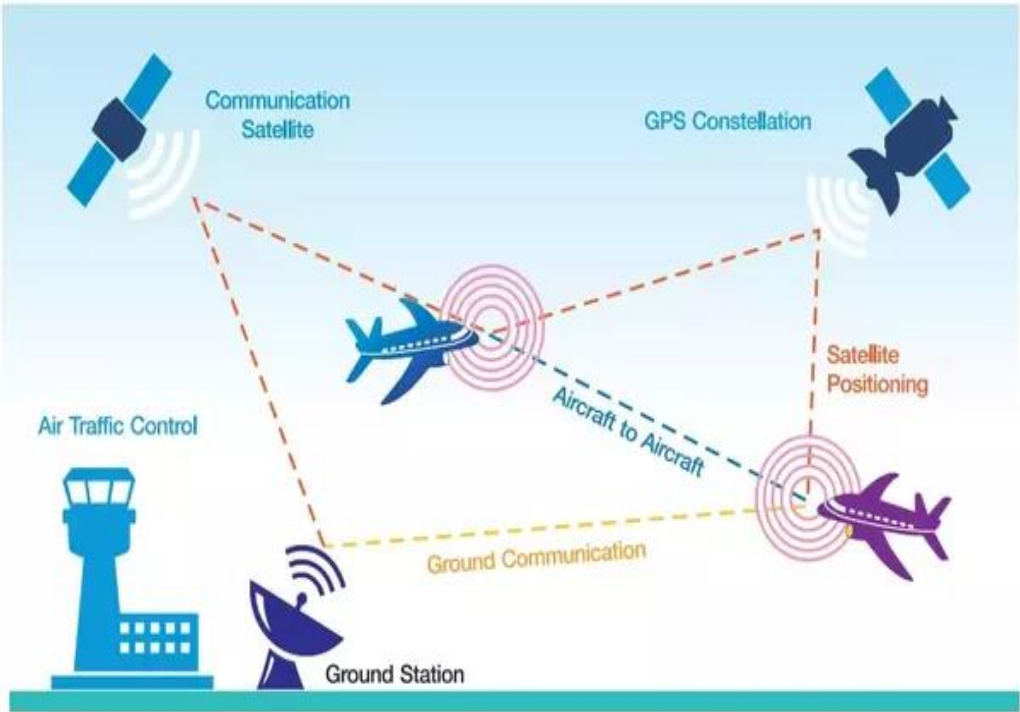 Communication
Satellite
GPS Constellation
Satellite
Positioning
Aircraft to Aircraft
Air Traffic Control
Ground Communication
Ground Station